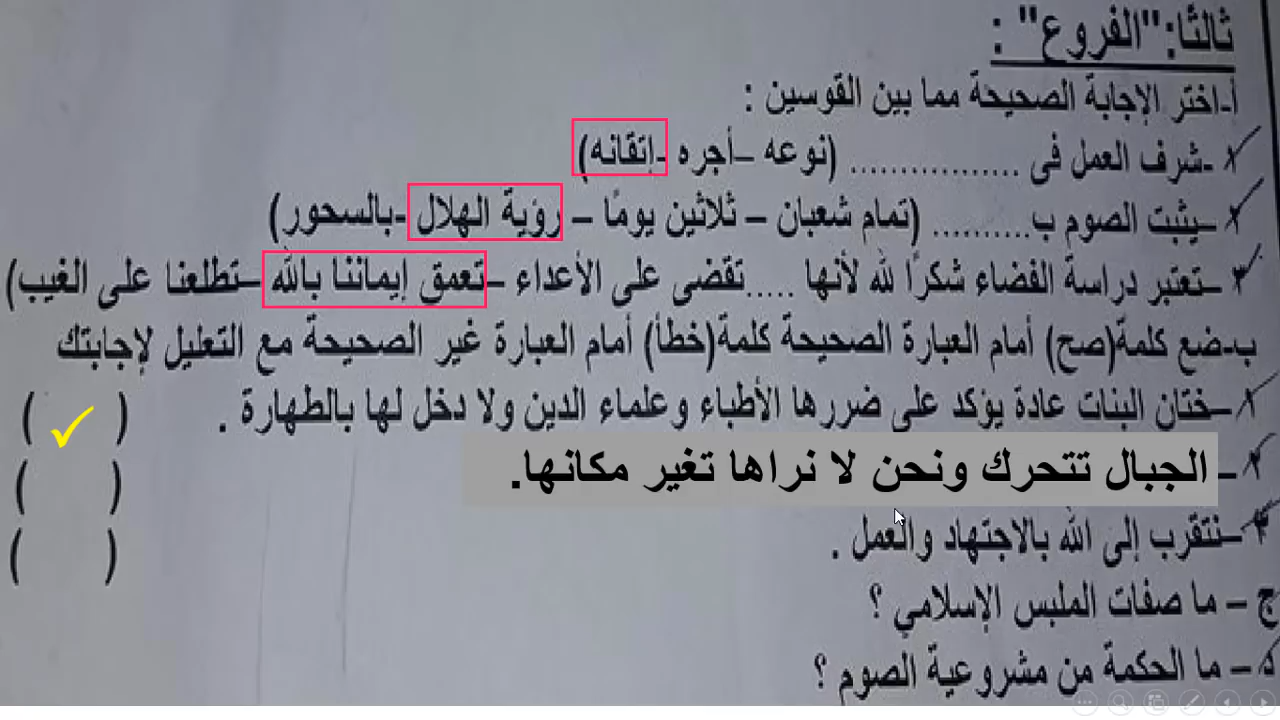 ثالثًا:"الفروع" :
أ-اختر الإجابة الصحيحة مما بين القوسين :
١ -شرف العمل فى ................. (نوعه –أجره -إتقانه)
٢ –يثبت الصوم ب.......... (تمام شعبان – ثلاثين يومًا – رؤية الهلال -بالسحور)
٣ –تعتبر دراسة الفضاء شكرًا لله لأنها .....تقضى على الأعداء –تعمق إيماننا بالله –تطلعنا على الغيب)
ب-ضع كلمة(صح) أمام العبارة الصحيحة كلمة(خطأ) أمام العبارة غير الصحيحة مع التعليل لإجابتك
١ –ختان البنات عادة يؤكد على ضررها الأطباء وعلماء الدين ولا دخل لها بالطهارة . ( ✓ )
٢ – الجبال تتحرك ونحن لا نراها تغير مكانها. ( )
٣ –نتقرب إلى الله بالاجتهاد والعمل . ( )
ج – ما صفات الملبس الإسلامي ؟
د – ما الحكمة من مشروعية الصوم ؟